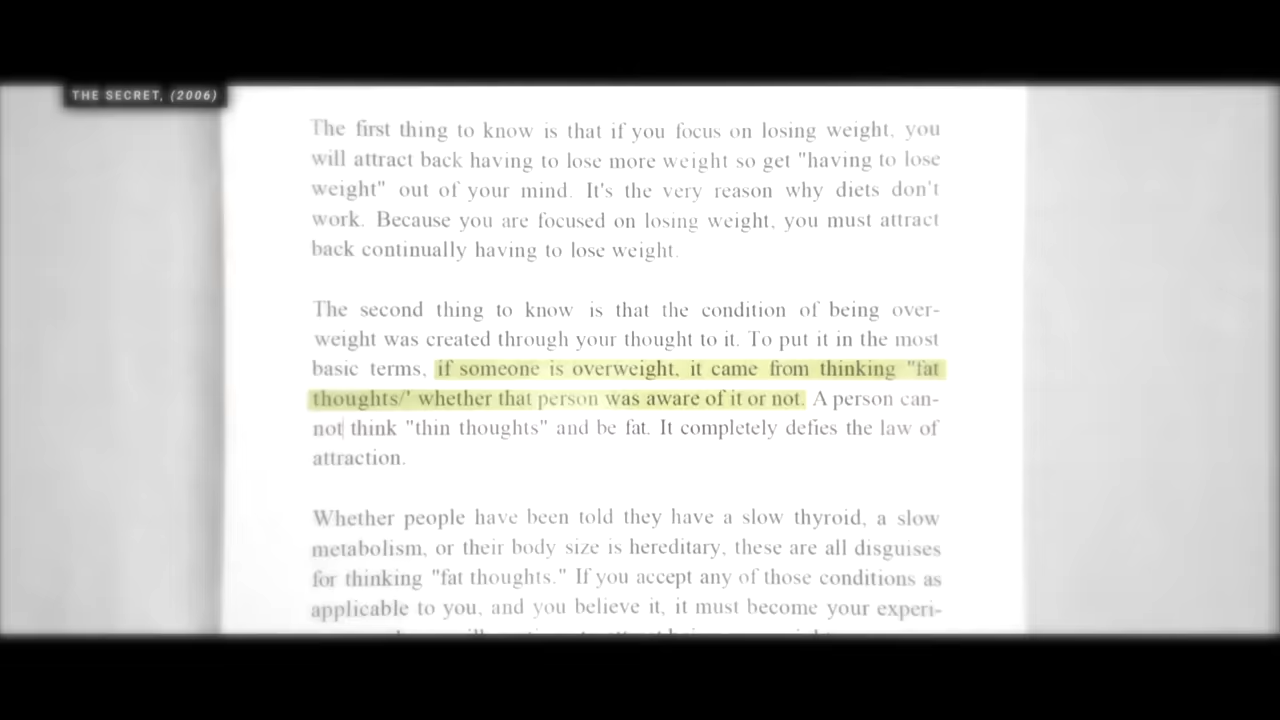 THE SECRET, (2006)
The first thing to know is that if you focus on losing weight, you
will attract back having to lose more weight so get "having to lose
weight" out of your mind. It's the very reason why diets don't
work. Because you are focused on losing weight, you must attract
back continually having to lose weight.
The second thing to know is that the condition of being over-
weight was created through your thought to it. To put it in the most
basic terms, if someone is overweight, it came from thinking "fat
thoughts/' whether that person was aware of it or not. A person can-
not think "thin thoughts" and be fat. It completely defies the law of
attraction.
Whether people have been told they have a slow thyroid, a slow
metabolism, or their body size is hereditary, these are all disguises
for thinking "fat thoughts." If you accept any of those conditions as
applicable to you, and you believe it, it must become your experi-